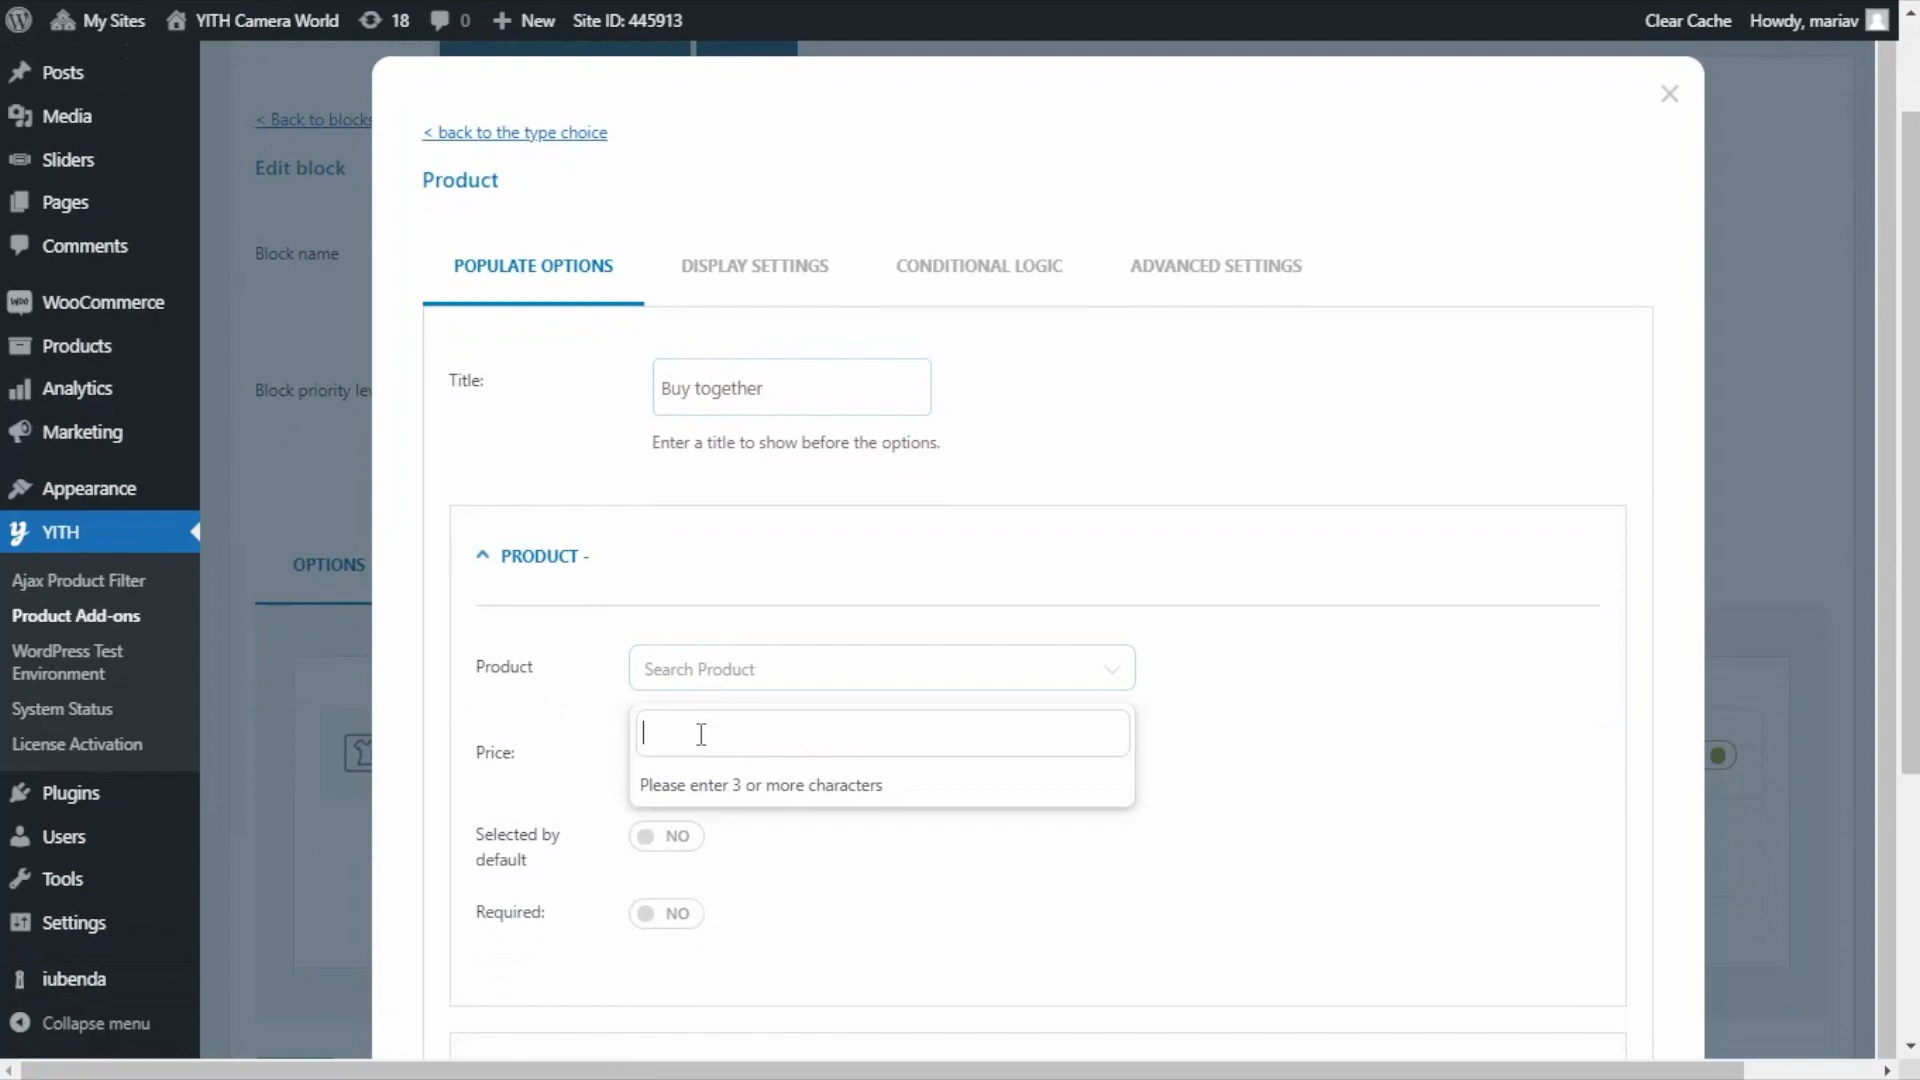 My Sites
YITH Camera World
18
0
New
Site ID: 445913
Clear Cache
Howdy, mariav
Posts
Media
Sliders
Pages
Comments
WooCommerce
Products
Analytics
Marketing
Appearance
YITH
Ajax Product Filter
Product Add-ons
WordPress Test
Environment
System Status
License Activation
Plugins
Users
Tools
Settings
iubenda
Collapse menu
< Back to blocks
Edit block
Block name
Block priority lev
OPTIONS
< back to the type choice
Product
POPULATE OPTIONS
DISPLAY SETTINGS
CONDITIONAL LOGIC
ADVANCED SETTINGS
Title:
Buy together
Enter a title to show before the options.
PRODUCT -
Product
Search Product
Please enter 3 or more characters
Price:
Selected by
default
NO
Required:
NO